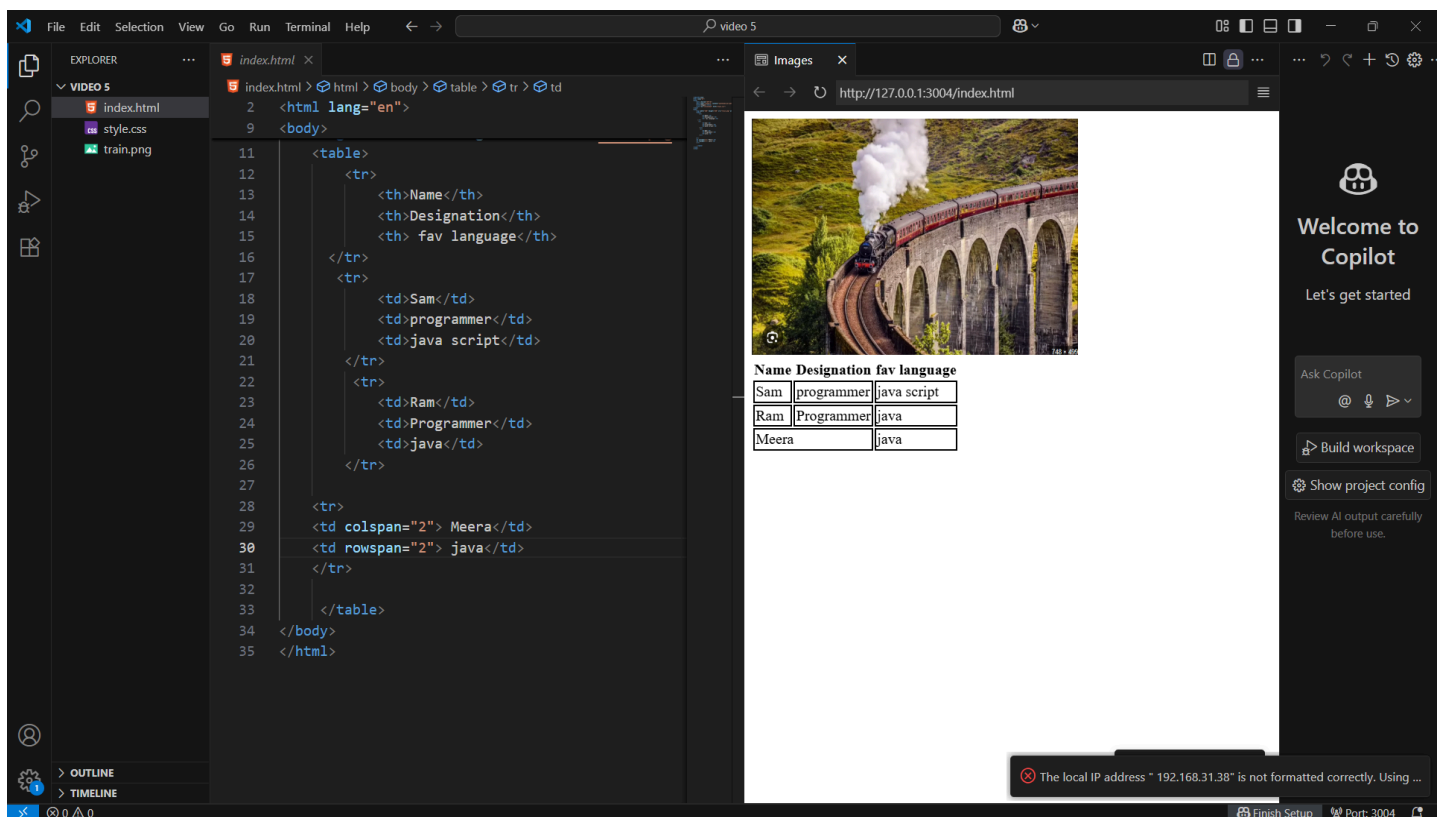 File Edit Selection View Go Run Terminal Help
video 5
EXPLORER
VIDEO 5
index.html
style.css
train.png
OUTLINE
TIMELINE
index.html
index.html > html > body > table > tr > td
2 <html lang="en">
9 <body>
11 <table>
12 <tr>
13 <th>Name</th>
14 <th>Designation</th>
15 <th> fav language</th>
16 </tr>
17 <tr>
18 <td>Sam</td>
19 <td>programmer</td>
20 <td>java script</td>
21 </tr>
22 <tr>
23 <td>Ram</td>
24 <td>Programmer</td>
25 <td>java</td>
26 </tr>
27
28 <tr>
29 <td colspan="2"> Meera</td>
30 <td rowspan="2"> java</td>
31 </tr>
32
33 </table>
34 </body>
35 </html>
Images
http://127.0.0.1:3004/index.html
748 × 499
Name Designation fav language
Sam programmer java script
Ram Programmer java
Meera java
Welcome to
Copilot
Let's get started
Ask Copilot
Build workspace
Show project config
Review AI output carefully
before use.
The local IP address " 192.168.31.38" is not formatted correctly. Using ...
1
0 0
Finish Setup
Port: 3004